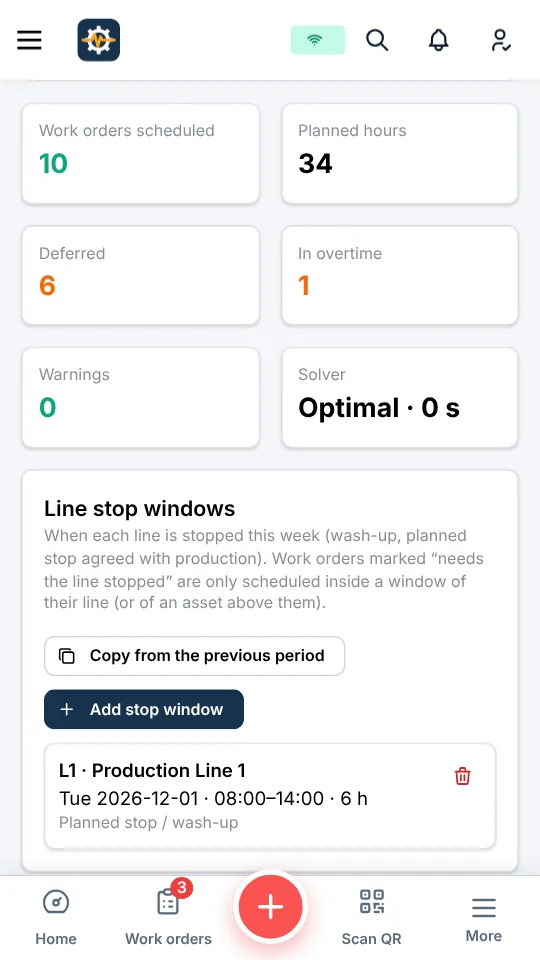 Work orders scheduled
10
Planned hours
34
Deferred
6
In overtime
1
Warnings
0
Solver
Optimal · 0 s
Line stop windows
When each line is stopped this week (wash-up, planned
stop agreed with production). Work orders marked “needs
the line stopped” are only scheduled inside a window of
their line (or of an asset above them).
Copy from the previous period
Add stop window
L1 · Production Line 1
Tue 2026-12-01 · 08:00–14:00 · 6 h
Planned stop / wash-up
3
Home
Work orders
Scan QR
More